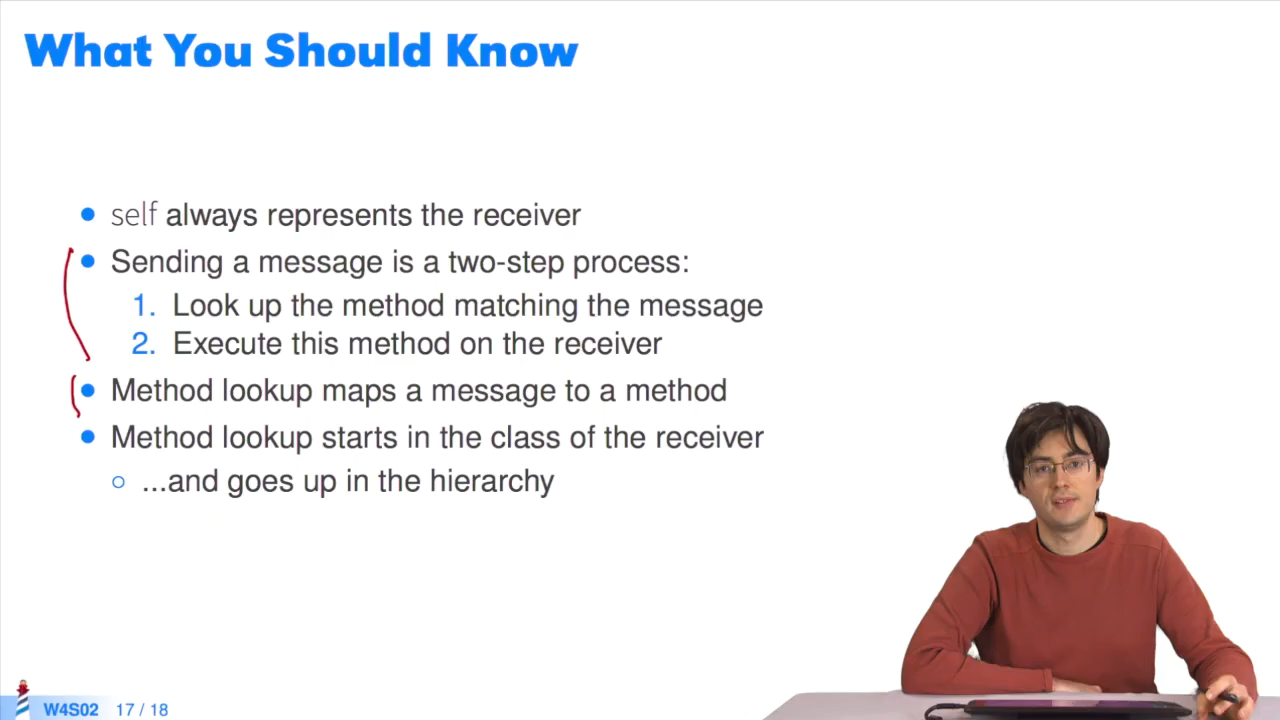 What You Should Know
● self always represents the receiver
● Sending a message is a two-step process:
1. Look up the method matching the message
2. Execute this method on the receiver
● Method lookup maps a message to a method
● Method lookup starts in the class of the receiver
○ ...and goes up in the hierarchy
W4S02 17 / 18